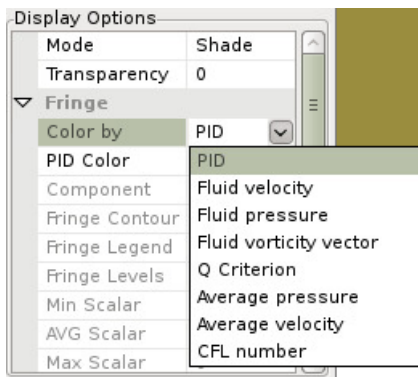 Display Options
Mode Shade
Transparency 0
Fringe
Color by PID
PID Color
Component
Fringe Contour
Fringe Legend
Fringe Levels
Min Scalar
AVG Scalar
Max Scalar
PID
Fluid velocity
Fluid pressure
Fluid vorticity vector
Q Criterion
Average pressure
Average velocity
CFL number